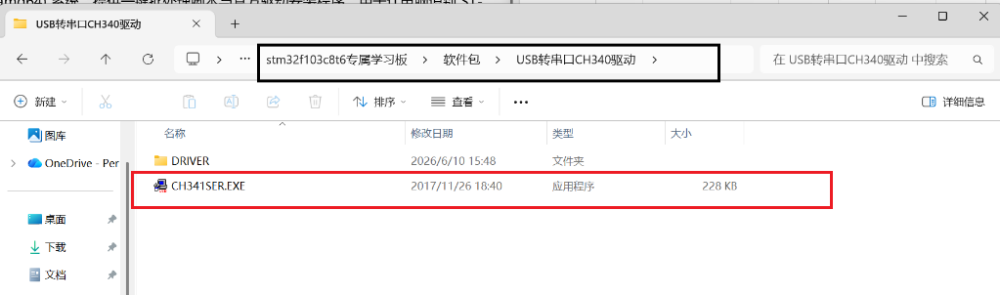 USB转串口CH340驱动
stm32f103c8t6专属学习板 > 软件包 > USB转串口CH340驱动 >
在 USB转串口CH340驱动 中搜索
新建
排序
查看
详细信息
图库
OneDrive - Per
桌面
下载
文档
名称 修改日期 类型 大小
DRIVER 2026/6/10 15:48 文件夹
CH341SER.EXE 2017/11/26 18:40 应用程序 228 KB